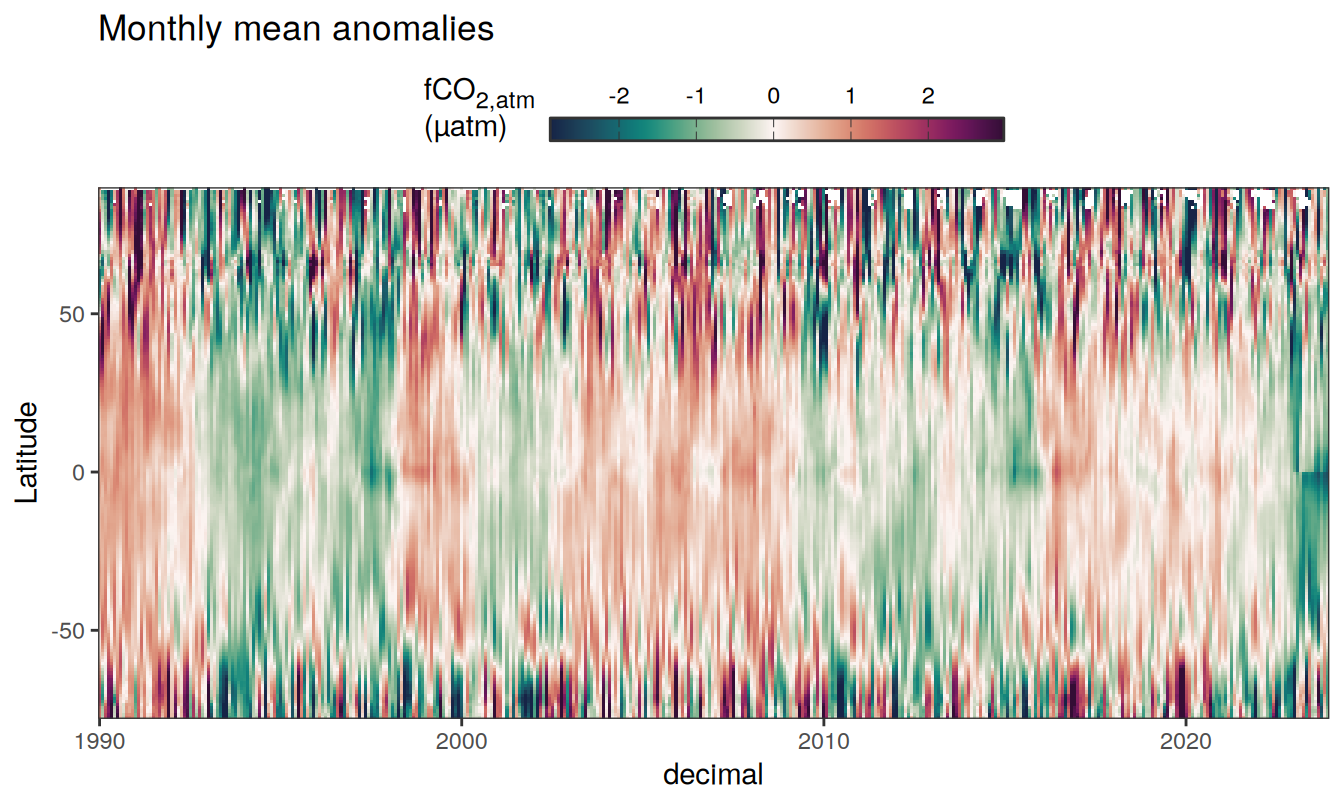 Monthly mean anomalies
fCO2,atm
(µatm)
-2 -1 0 1 2
Latitude
50
0
-50
1990 2000 2010 2020
decimal